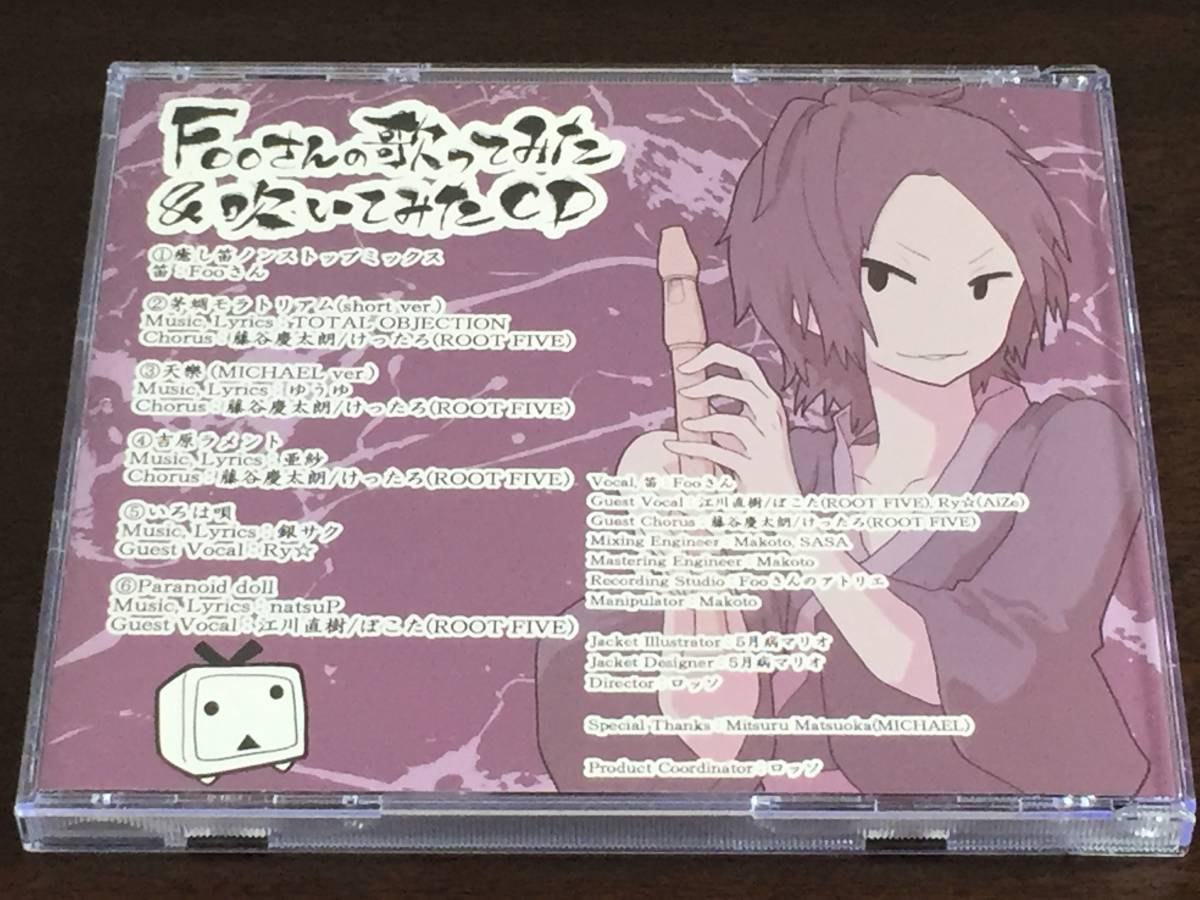 Fooさんの歌ってみた
&吹いてみたCD
①癒し笛ノンストップミックス
笛:Fooさん
②茅蜩モラトリアム(short ver.)
Music, Lyrics : TOTAL OBJECTION
Chorus : 藤谷慶太朗/けったろ(ROOT FIVE)
③天樂(MICHAEL ver.)
Music, Lyrics : ゆうゆ
Chorus : 藤谷慶太朗/けったろ(ROOT FIVE)
④吉原ラメント
Music, Lyrics : 亜紗
Chorus : 藤谷慶太朗/けったろ(ROOT FIVE)
⑤いろは唄
Music, Lyrics : 銀サク
Guest Vocal : Ry☆
⑥Paranoid doll
Music, Lyrics : natsuP
Guest Vocal : 江川直樹/ぽこた(ROOT FIVE)
Vocal, 笛 : Fooさん
Guest Vocal : 江川直樹/ぽこた(ROOT FIVE), Ry☆(AiZe)
Guest Chorus : 藤谷慶太朗/けったろ(ROOT FIVE)
Mixing Engineer : Makoto, SASA
Mastering Engineer : Makoto
Recording Studio : Fooさんのアトリエ
Manipulator : Makoto
Jacket Illustrator : 5月病マリオ
Jacket Designer : 5月病マリオ
Director : ロッソ
Special Thanks : Mitsuru Matsuoka(MICHAEL)
Product Coordinator : ロッソ